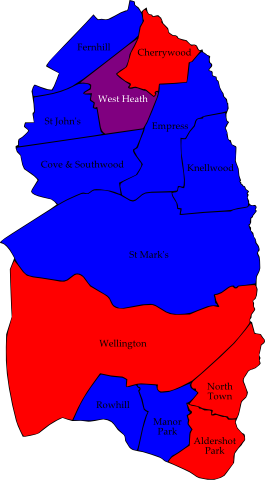 Fernhill
Cherrywood
West Heath
St John's
Empress
Cove & Southwood
Knellwood
St Mark's
Wellington
North
Town
Rowhill
Manor
Park
Aldershot
Park